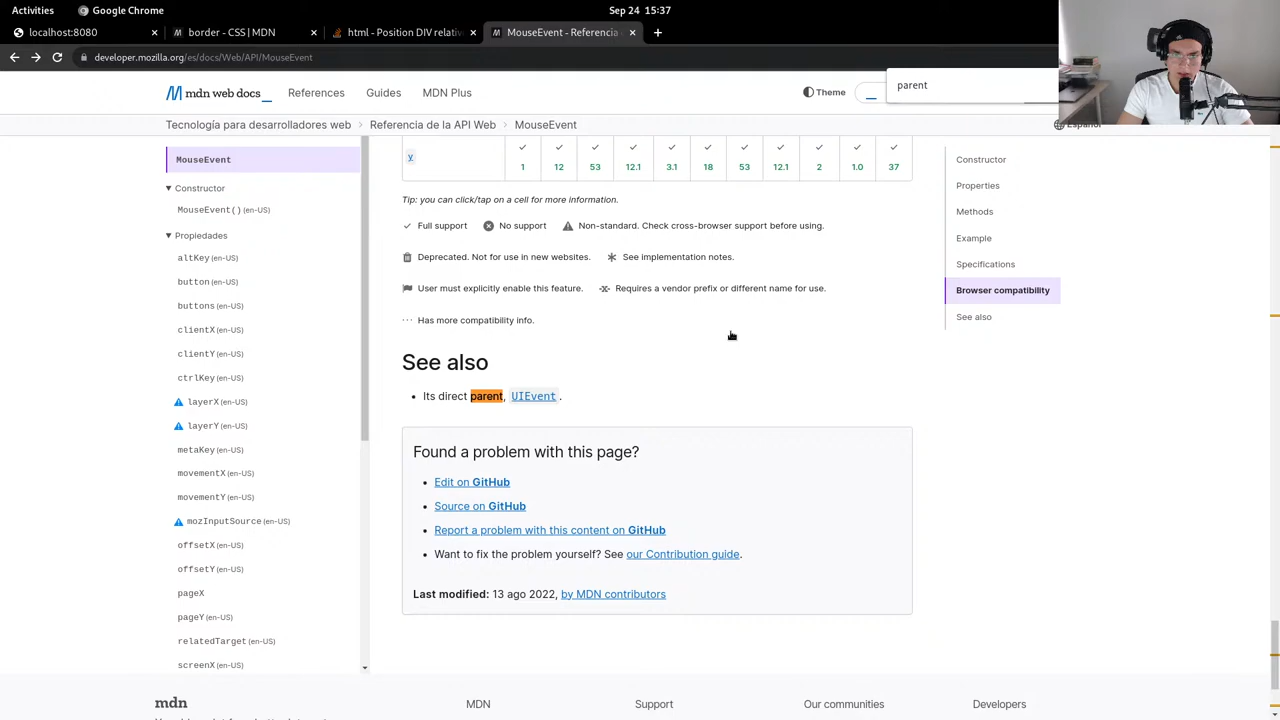 Activities
Google Chrome
Sep 24 15:37
localhost:8080
border - CSS | MDN
html - Position DIV relativ
MouseEvent - Referencia
developer.mozilla.org/es/docs/Web/API/MouseEvent
mdn web docs_
References
Guides
MDN Plus
Theme
parent
Tecnología para desarrolladores web
Referencia de la API Web
MouseEvent
Español
MouseEvent
Constructor
MouseEvent() (en-US)
Propiedades
altKey (en-US)
button (en-US)
buttons (en-US)
clientX (en-US)
clientY (en-US)
ctrlKey (en-US)
layerX (en-US)
layerY (en-US)
metaKey (en-US)
movementX (en-US)
movementY (en-US)
mozInputSource (en-US)
offsetX (en-US)
offsetY (en-US)
pageX
pageY (en-US)
relatedTarget (en-US)
screenX (en-US)
y
1 12 53 12.1 3.1 18 53 12.1 2 1.0 37
Tip: you can click/tap on a cell for more information.
Full support No support Non-standard. Check cross-browser support before using.
Deprecated. Not for use in new websites. See implementation notes.
User must explicitly enable this feature. Requires a vendor prefix or different name for use.
Has more compatibility info.
See also
Its direct parent, UIEvent.
Found a problem with this page?
Edit on GitHub
Source on GitHub
Report a problem with this content on GitHub
Want to fix the problem yourself? See our Contribution guide.
Last modified: 13 ago 2022, by MDN contributors
Constructor
Properties
Methods
Example
Specifications
Browser compatibility
See also
mdn
MDN
Support
Our communities
Developers